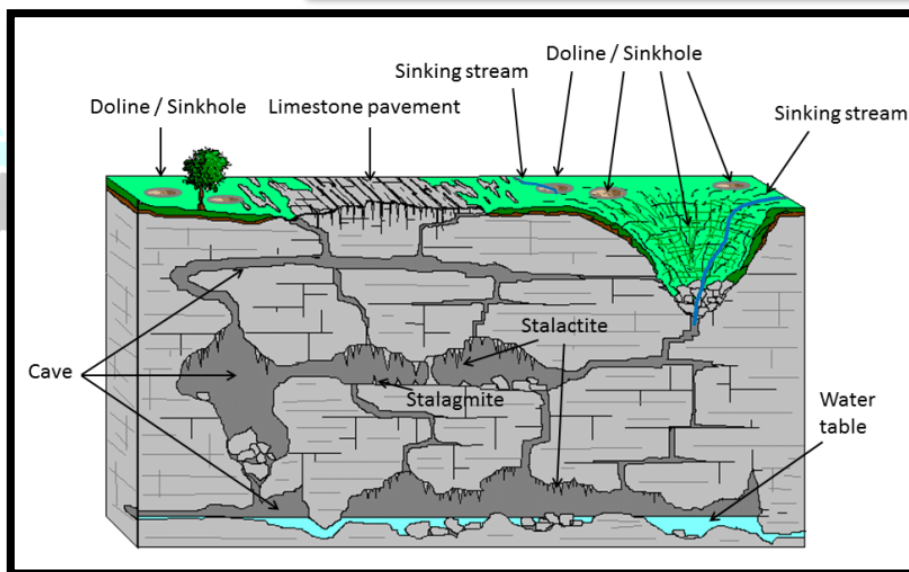 Doline / Sinkhole
Sinking stream
Doline / Sinkhole
Limestone pavement
Sinking stream
Stalactite
Cave
Stalagmite
Water
table